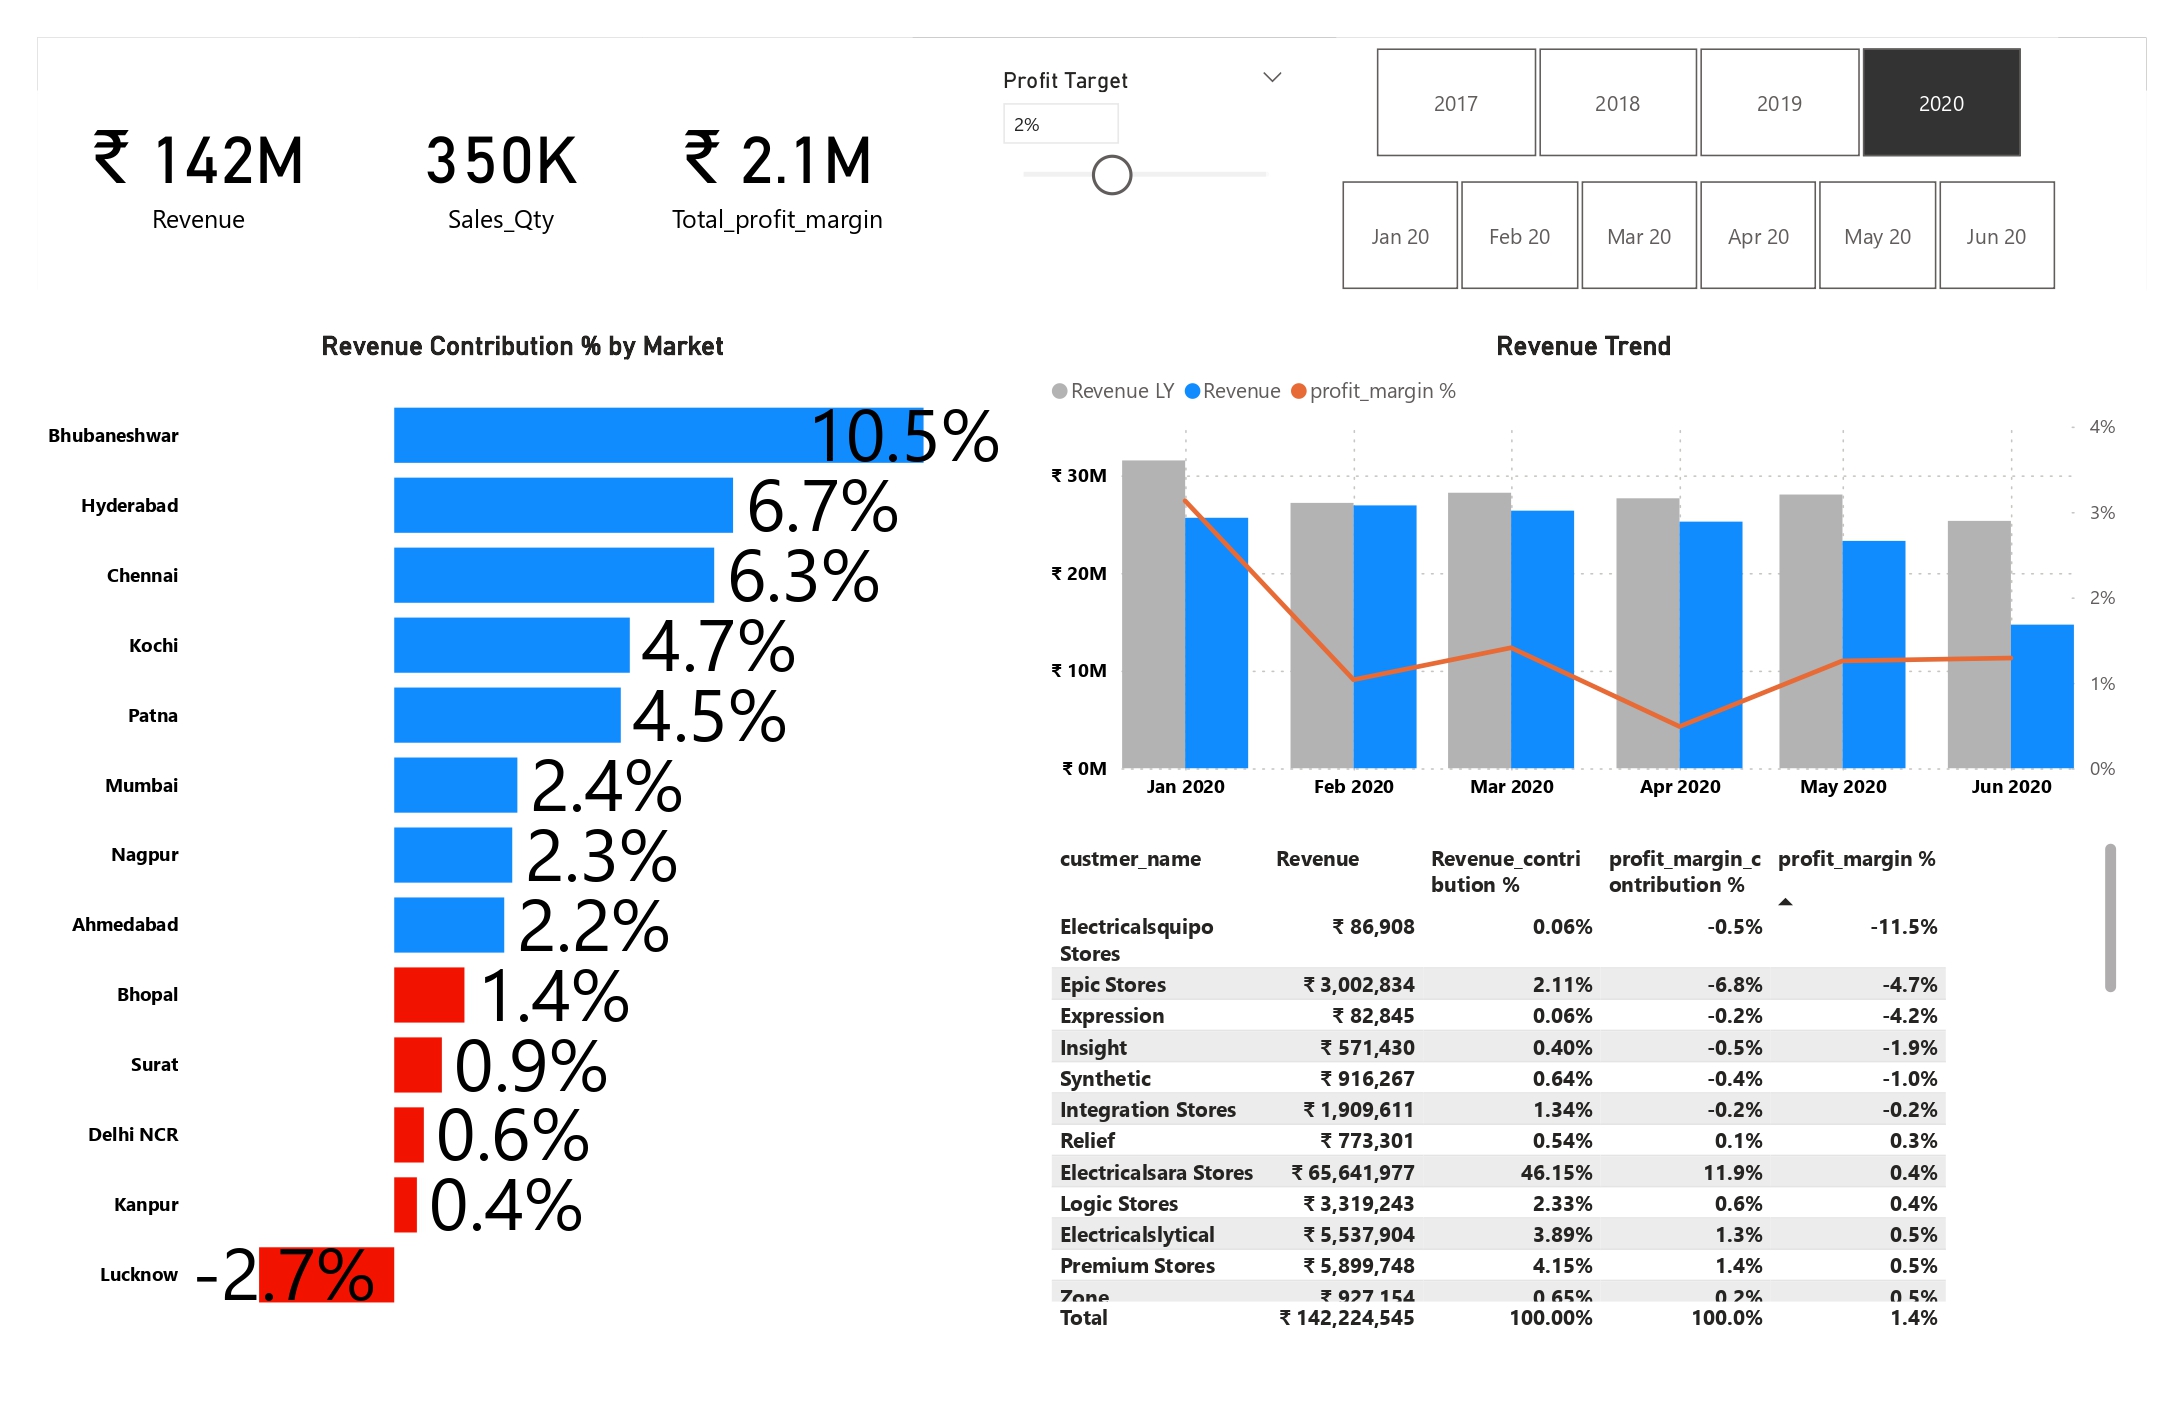 ₹ 142M
Revenue
350K
Sales_Qty
₹ 2.1M
Total_profit_margin
Profit Target
2%
2017 2018 2019 2020
Jan 20 Feb 20 Mar 20 Apr 20 May 20 Jun 20
Revenue Contribution % by Market
Bhubaneshwar 10.5%
Hyderabad 6.7%
Chennai 6.3%
Kochi 4.7%
Patna 4.5%
Mumbai 2.4%
Nagpur 2.3%
Ahmedabad 2.2%
Bhopal 1.4%
Surat 0.9%
Delhi NCR 0.6%
Kanpur 0.4%
Lucknow -2.7%
Revenue Trend
Revenue LY Revenue profit_margin %
4%
₹ 30M
3%
₹ 20M
2%
₹ 10M
1%
₹ 0M
0%
Jan 2020 Feb 2020 Mar 2020 Apr 2020 May 2020 Jun 2020
custmer_name Revenue Revenue_contri profit_margin_c profit_margin %
bution % ontribution %
Electricalsquipo ₹ 86,908 0.06% -0.5% -11.5%
Stores
Epic Stores ₹ 3,002,834 2.11% -6.8% -4.7%
Expression ₹ 82,845 0.06% -0.2% -4.2%
Insight ₹ 571,430 0.40% -0.5% -1.9%
Synthetic ₹ 916,267 0.64% -0.4% -1.0%
Integration Stores ₹ 1,909,611 1.34% -0.2% -0.2%
Relief ₹ 773,301 0.54% 0.1% 0.3%
Electricalsara Stores ₹ 65,641,977 46.15% 11.9% 0.4%
Logic Stores ₹ 3,319,243 2.33% 0.6% 0.4%
Electricalslytical ₹ 5,537,904 3.89% 1.3% 0.5%
Premium Stores ₹ 5,899,748 4.15% 1.4% 0.5%
Zone ₹ 927,154 0.65% 0.2% 0.5%
Total ₹ 142,224,545 100.00% 100.0% 1.4%